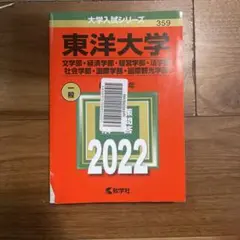 大学入試シリーズ
359
東洋大学
文学部・経済学部・経営学部・法学部
社会学部・国際学部・国際観光学部
一般
2022
教学社